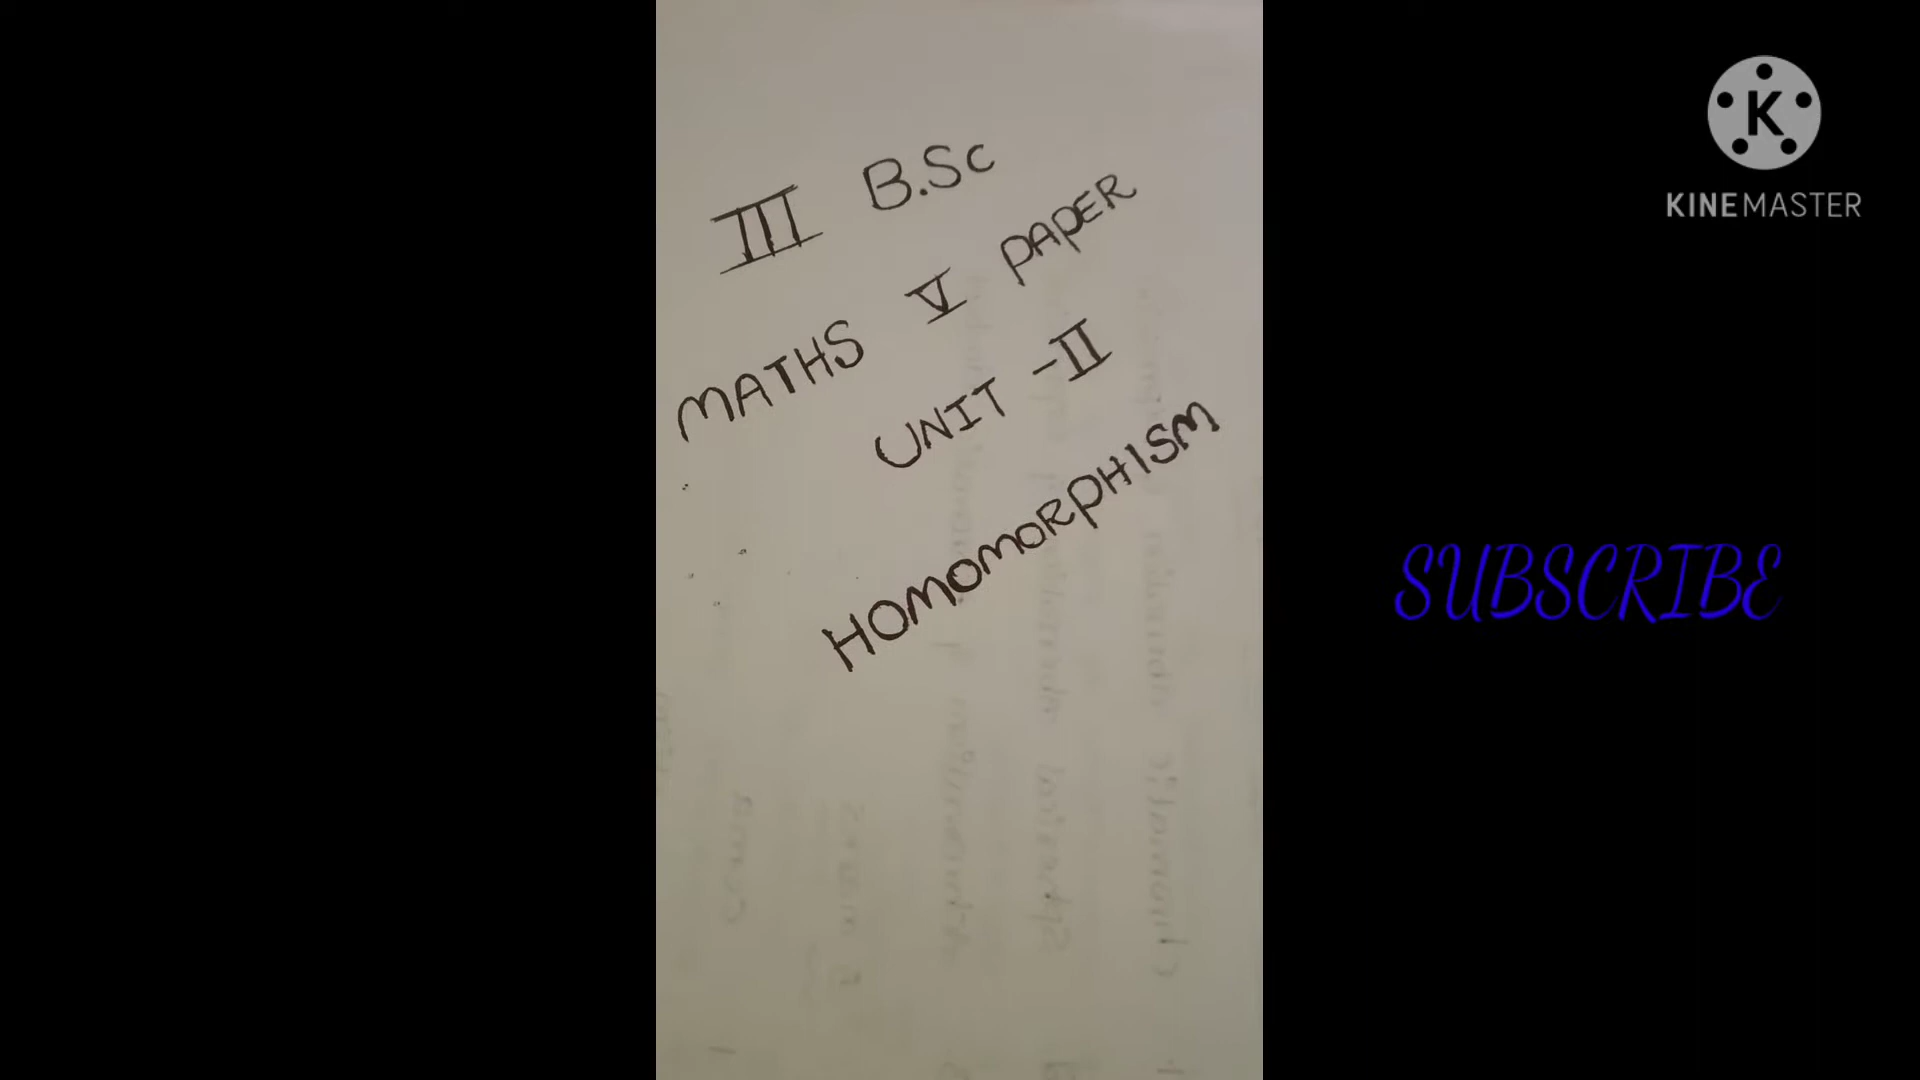 III B.Sc
MATHS V PAPER
UNIT -II
HOMOMORPHISM
K
KINEMASTER
SUBSCRIBE